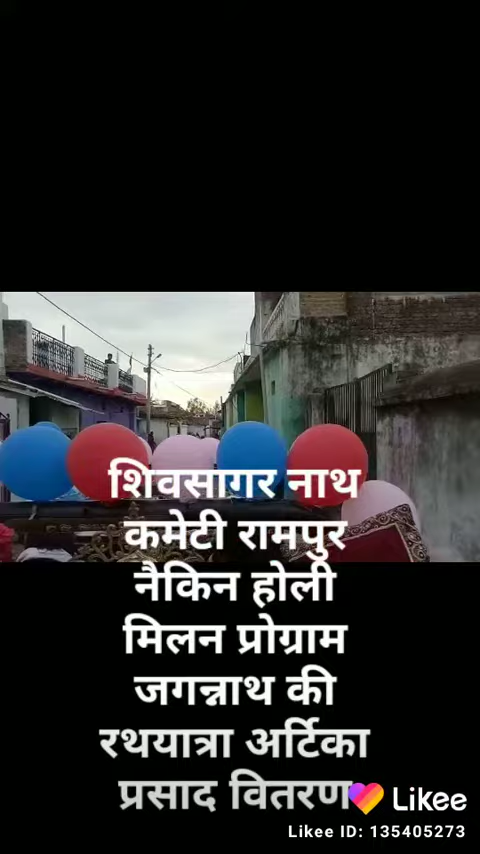 शिवसागर नाथ
कमेटी रामपुर
नैकिन होली
मिलन प्रोग्राम
जगन्नाथ की
रथयात्रा अर्टिका
प्रसाद वितरण
Likee
Likee ID: 135405273